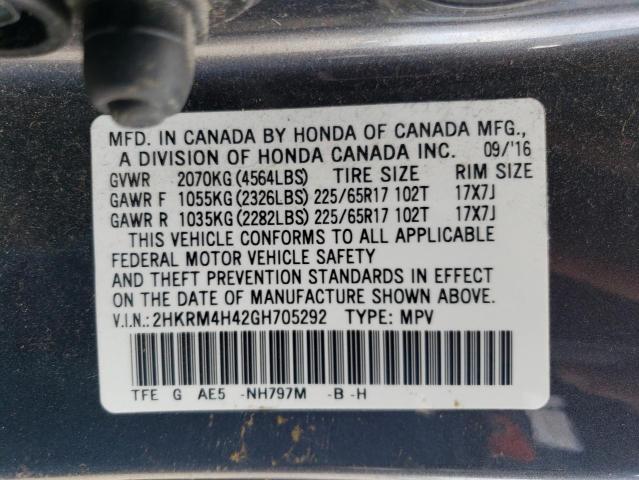 MFD. IN CANADA BY HONDA OF CANADA MFG.,
A DIVISION OF HONDA CANADA INC. 09/'16
GVWR 2070KG(4564LBS) TIRE SIZE RIM SIZE
GAWR F 1055KG(2326LBS) 225/65R17 102T 17X7J
GAWR R 1035KG(2282LBS) 225/65R17 102T 17X7J
THIS VEHICLE CONFORMS TO ALL APPLICABLE
FEDERAL MOTOR VEHICLE SAFETY
AND THEFT PREVENTION STANDARDS IN EFFECT
ON THE DATE OF MANUFACTURE SHOWN ABOVE.
V.I.N.:2HKRM4H42GH705292 TYPE: MPV
TFE G AE5 -NH797M -B -H